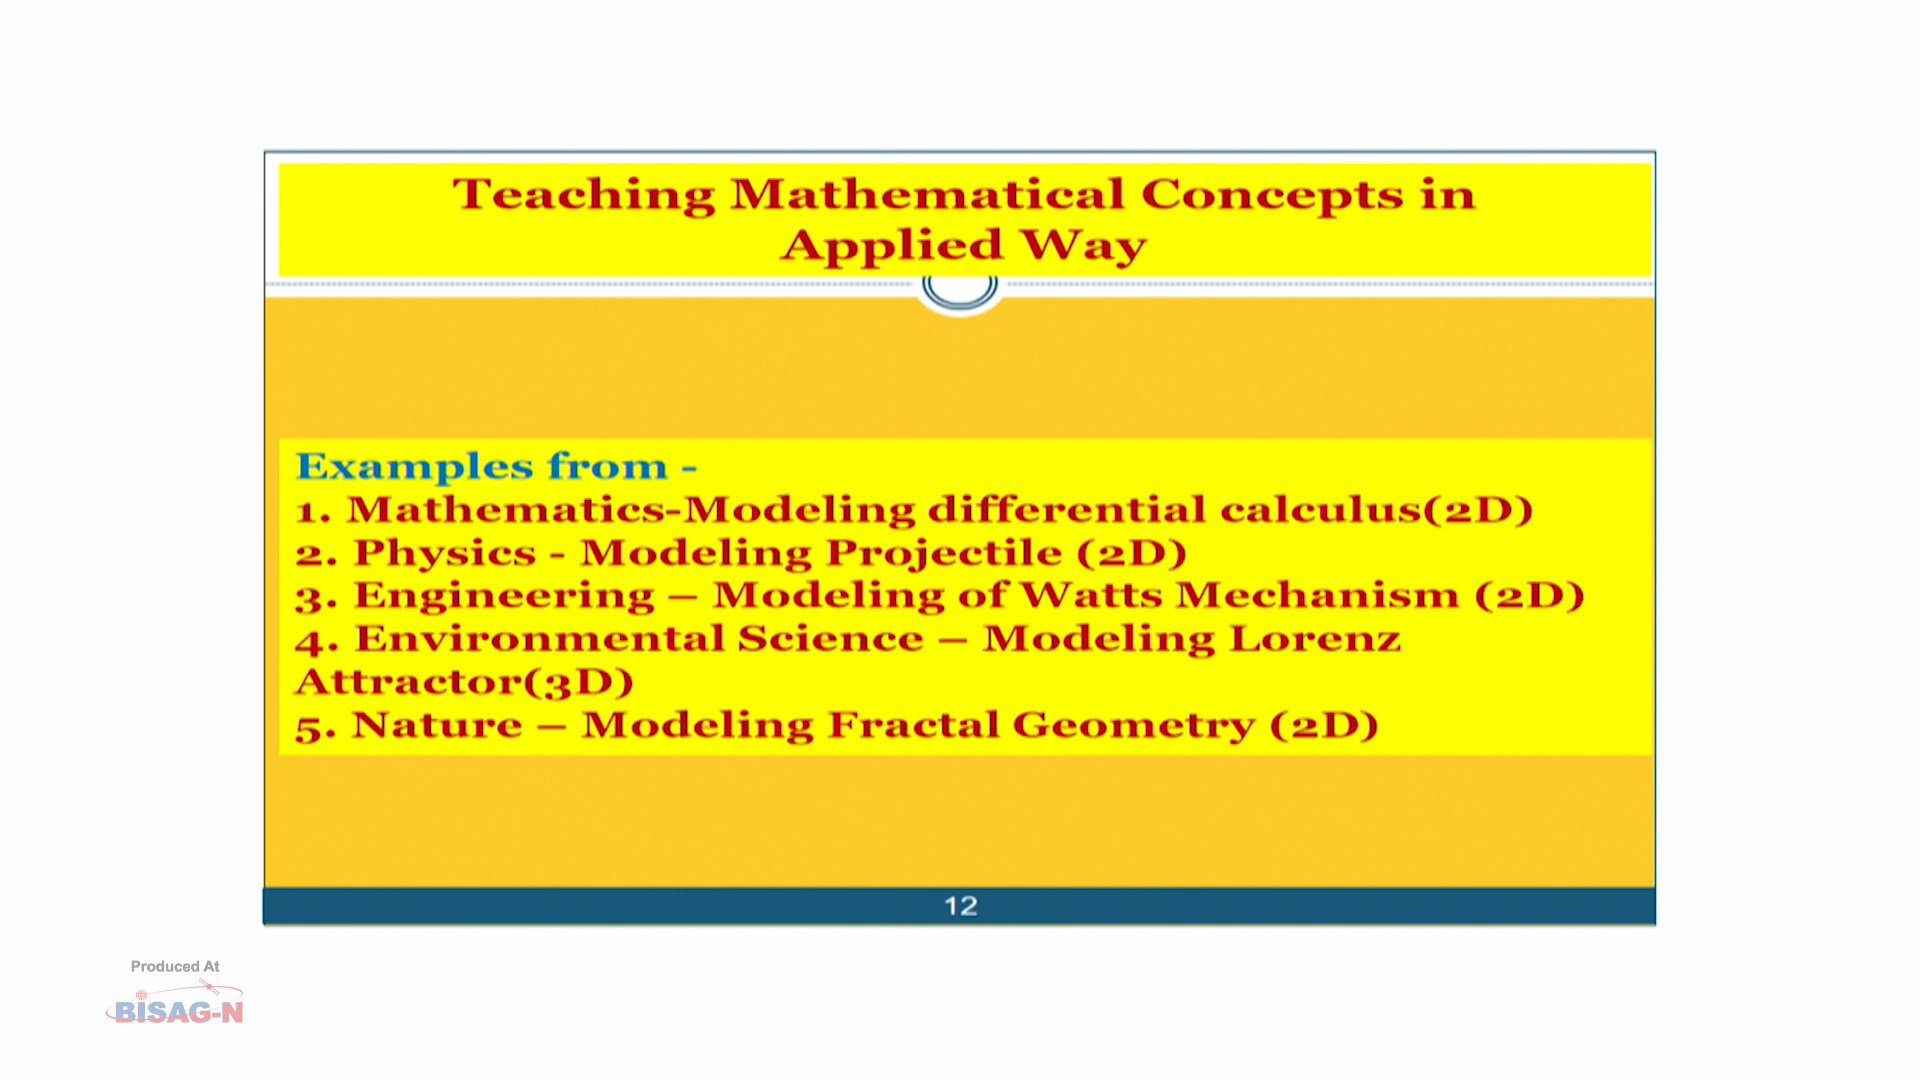 Teaching Mathematical Concepts in
Applied Way
Examples from -
1. Mathematics-Modeling differential calculus(2D)
2. Physics - Modeling Projectile (2D)
3. Engineering – Modeling of Watts Mechanism (2D)
4. Environmental Science – Modeling Lorenz
Attractor(3D)
5. Nature – Modeling Fractal Geometry (2D)
12
Produced At
BISAG-N